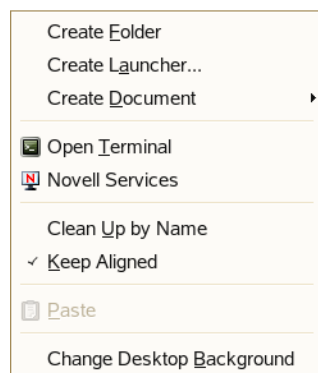 Create Folder
Create Launcher...
Create Document
Open Terminal
N Novell Services
Clean Up by Name
Keep Aligned
Paste
Change Desktop Background